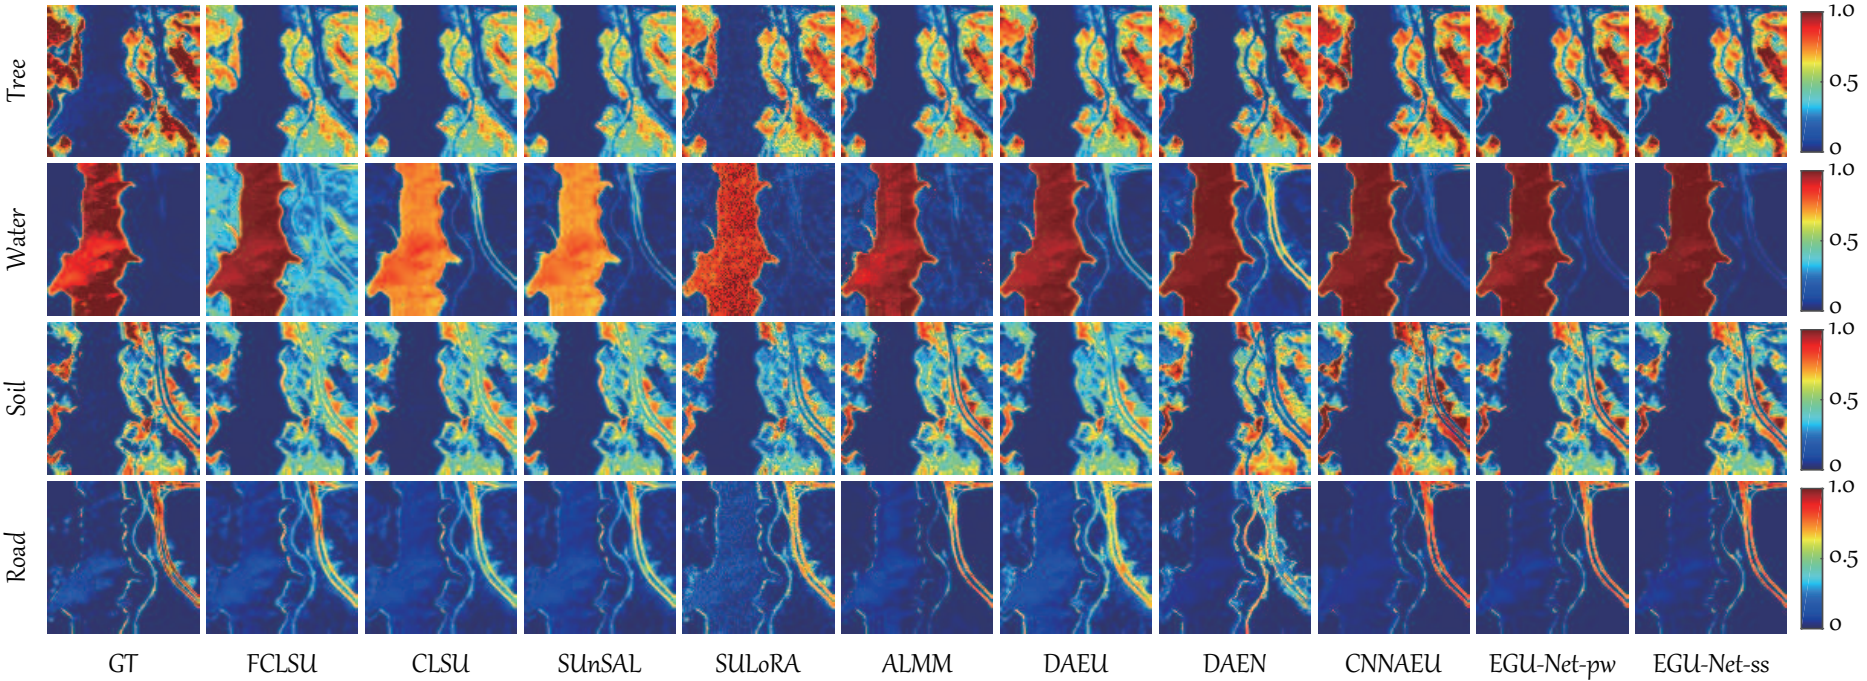 Tree
1.0
0.5
0
Water
1.0
0.5
0
Soil
1.0
0.5
0
Road
1.0
0.5
0
GT FCLSU CLSU SUnSAL SULoRA ALMM DAEU DAEN CNNAEU EGU-Net-pw EGU-Net-ss